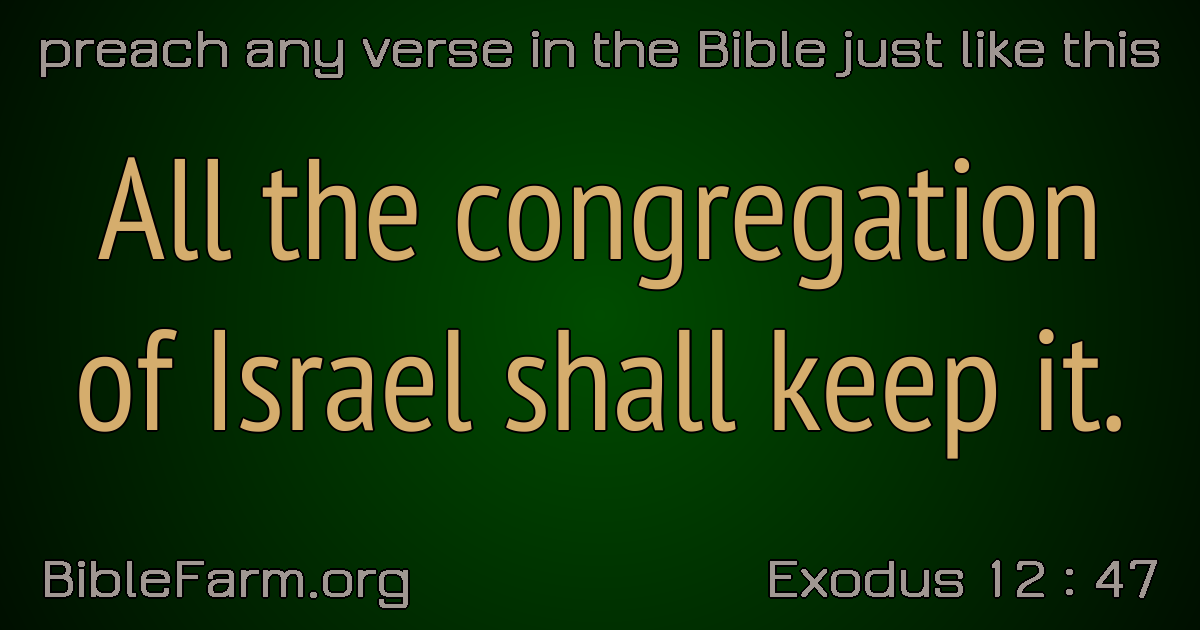 preach any verse in the Bible just like this
All the congregation
of Israel shall keep it.
BibleFarm.org
Exodus 12 : 47